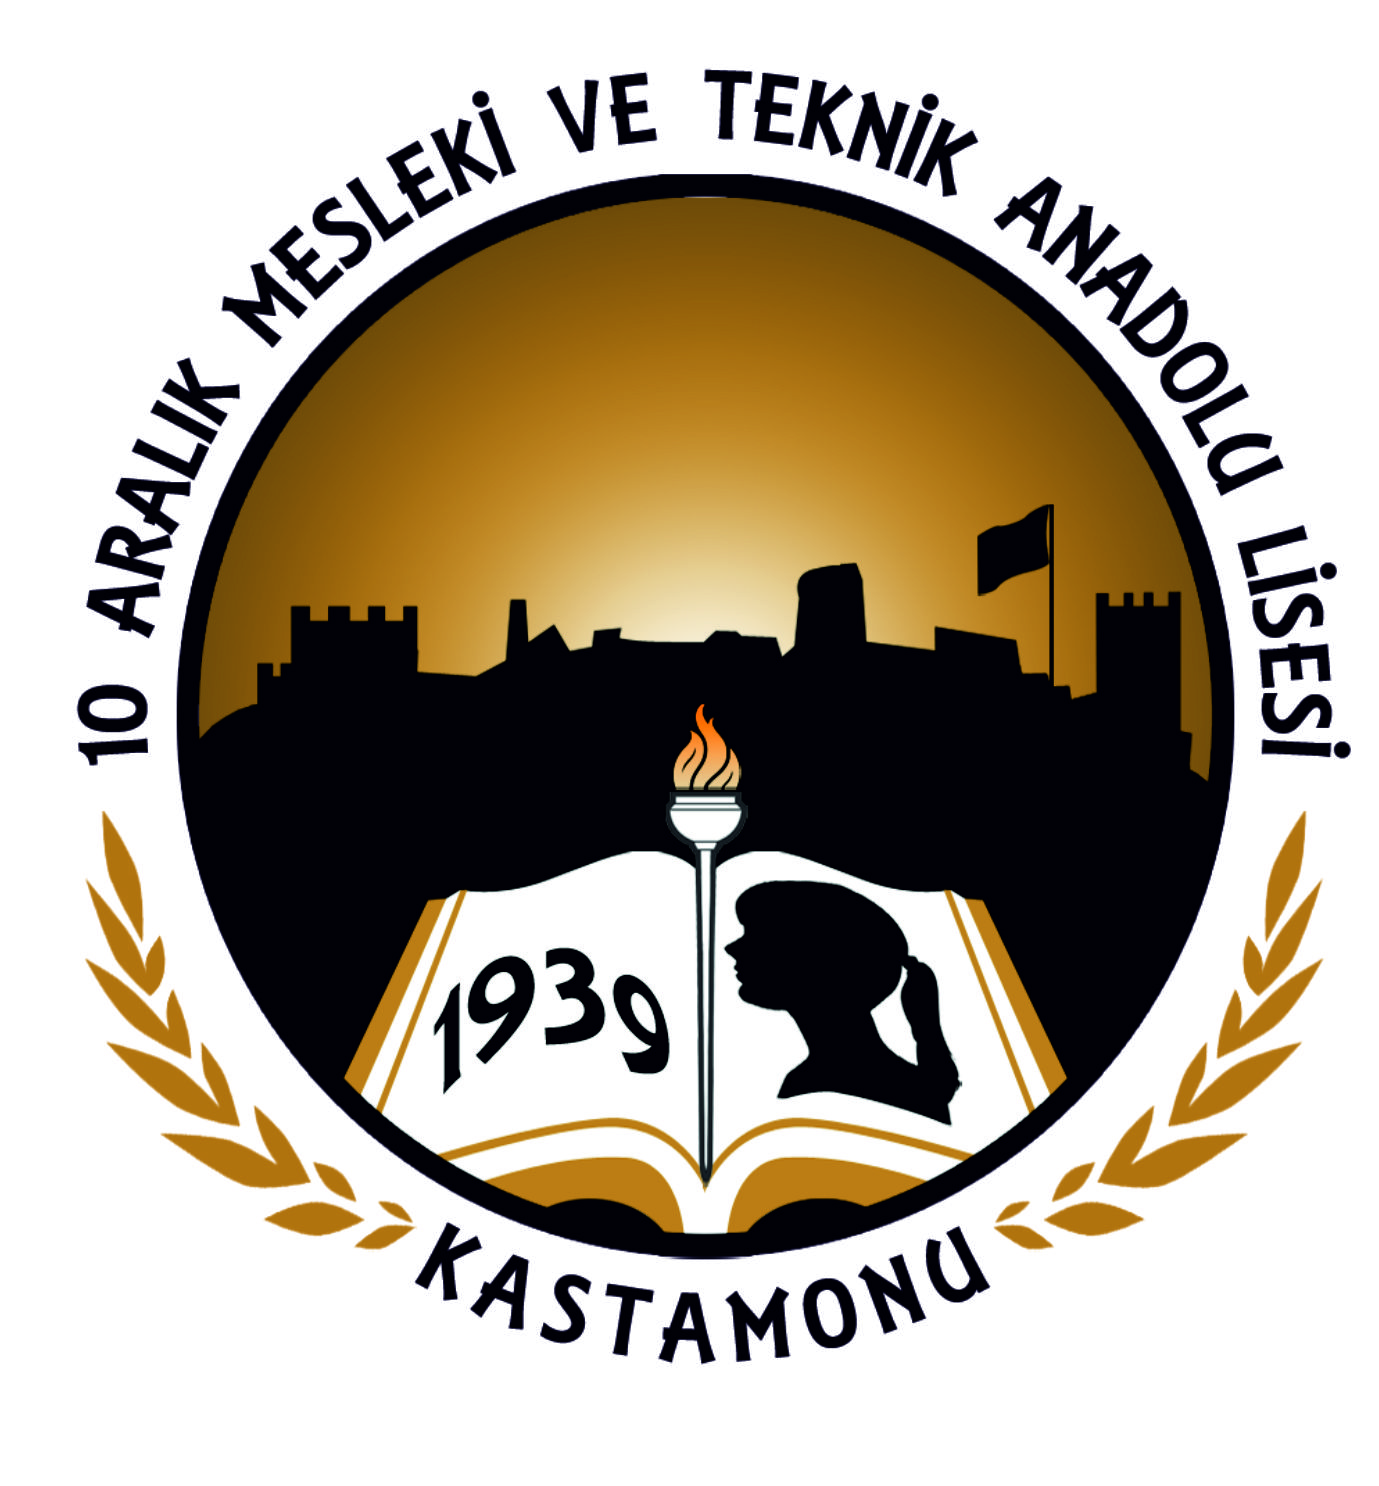 10 ARALIK MESLEKİ VE TEKNİK ANADOLU LİSESİ
1939
KASTAMONU